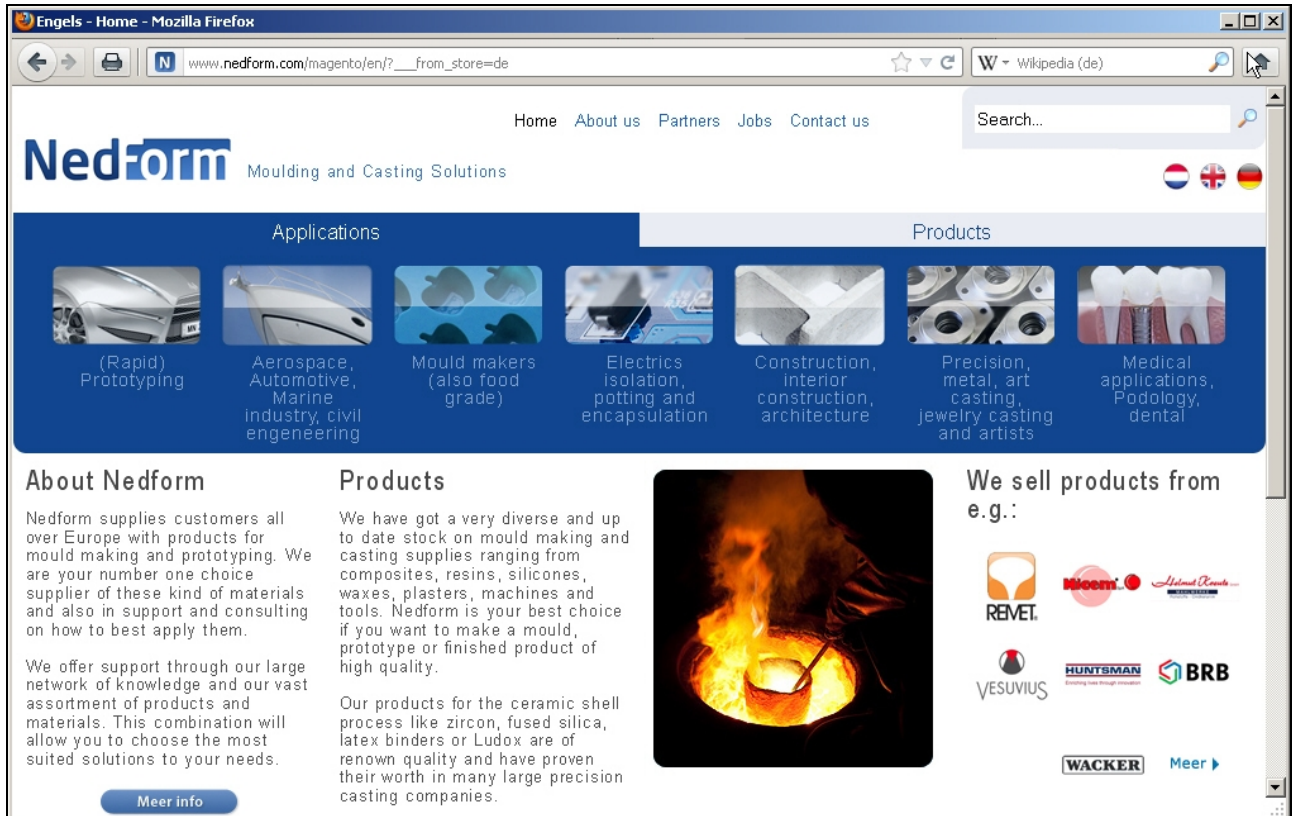 Engels - Home - Mozilla Firefox
www.nedform.com/magento/en/?___from_store=de
W Wikipedia (de)
Home About us Partners Jobs Contact us
Search...
NedForm
Moulding and Casting Solutions
Applications
Products
(Rapid)
Prototyping
Aerospace,
Automotive,
Marine
industry, civil
engeneering
Mould makers
(also food
grade)
Electrics
isolation,
potting and
encapsulation
Construction,
interior
construction,
architecture
Precision,
metal, art
casting,
jewelry casting
and artists
Medical
applications,
Podology,
dental
About Nedform
Nedform supplies customers all
over Europe with products for
mould making and prototyping. We
are your number one choice
supplier of these kind of materials
and also in support and consulting
on how to best apply them.
We offer support through our large
network of knowledge and our vast
assortment of products and
materials. This combination will
allow you to choose the most
suited solutions to your needs.
Meer info
Products
We have got a very diverse and up
to date stock on mould making and
casting supplies ranging from
composites, resins, silicones,
waxes, plasters, machines and
tools. Nedform is your best choice
if you want to make a mould,
prototype or finished product of
high quality.
Our products for the ceramic shell
process like zircon, fused silica,
latex binders or Ludox are of
renown quality and have proven
their worth in many large precision
casting companies.
We sell products from
e.g.:
REMET
Nicem
VESUVIUS
HUNTSMAN
Enriching lives through innovation
BRB
WACKER
Meer